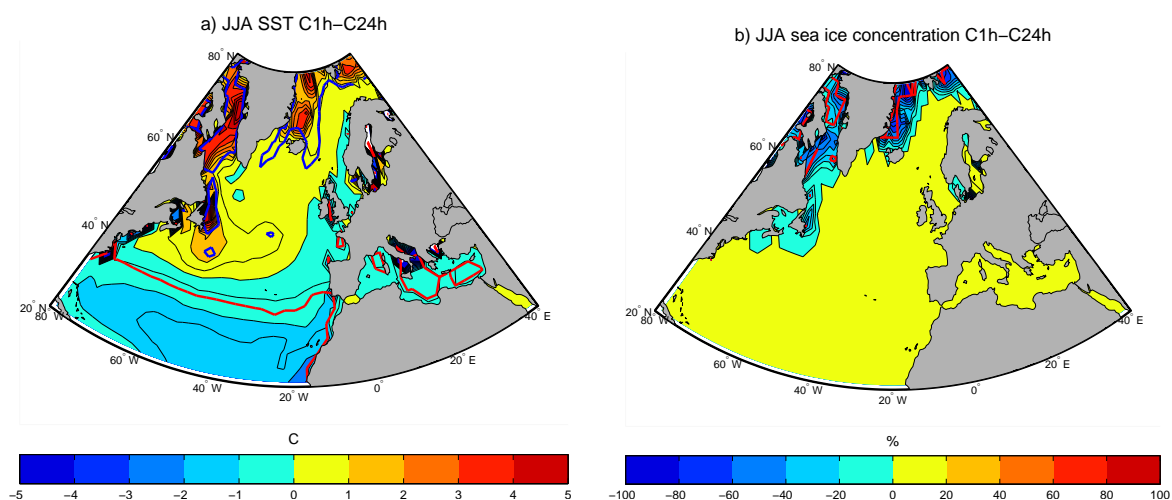 a) JJA SST C1h−C24h
80° N
60° N
40° N
20° N
80° W
60° W
40° W
20° W
0°
20° E
40° E
C
−5 −4 −3 −2 −1 0 1 2 3 4 5
b) JJA sea ice concentration C1h−C24h
80° N
60° N
40° N
20° N
80° W
60° W
40° W
20° W
0°
20° E
40° E
%
−100 −80 −60 −40 −20 0 20 40 60 80 100